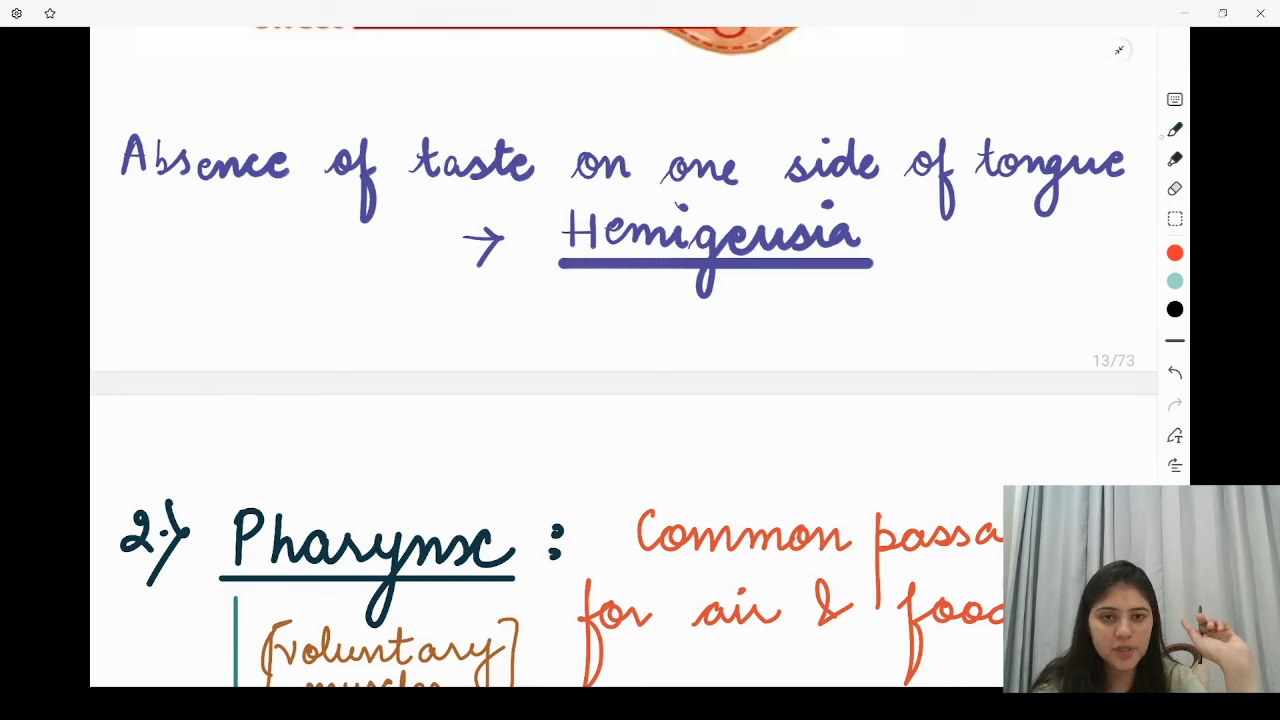 Absence of taste on one side of tongue
→ Hemigeusia
13/73
2.) Pharynx : Common passa
for air & food
[voluntary
muscles